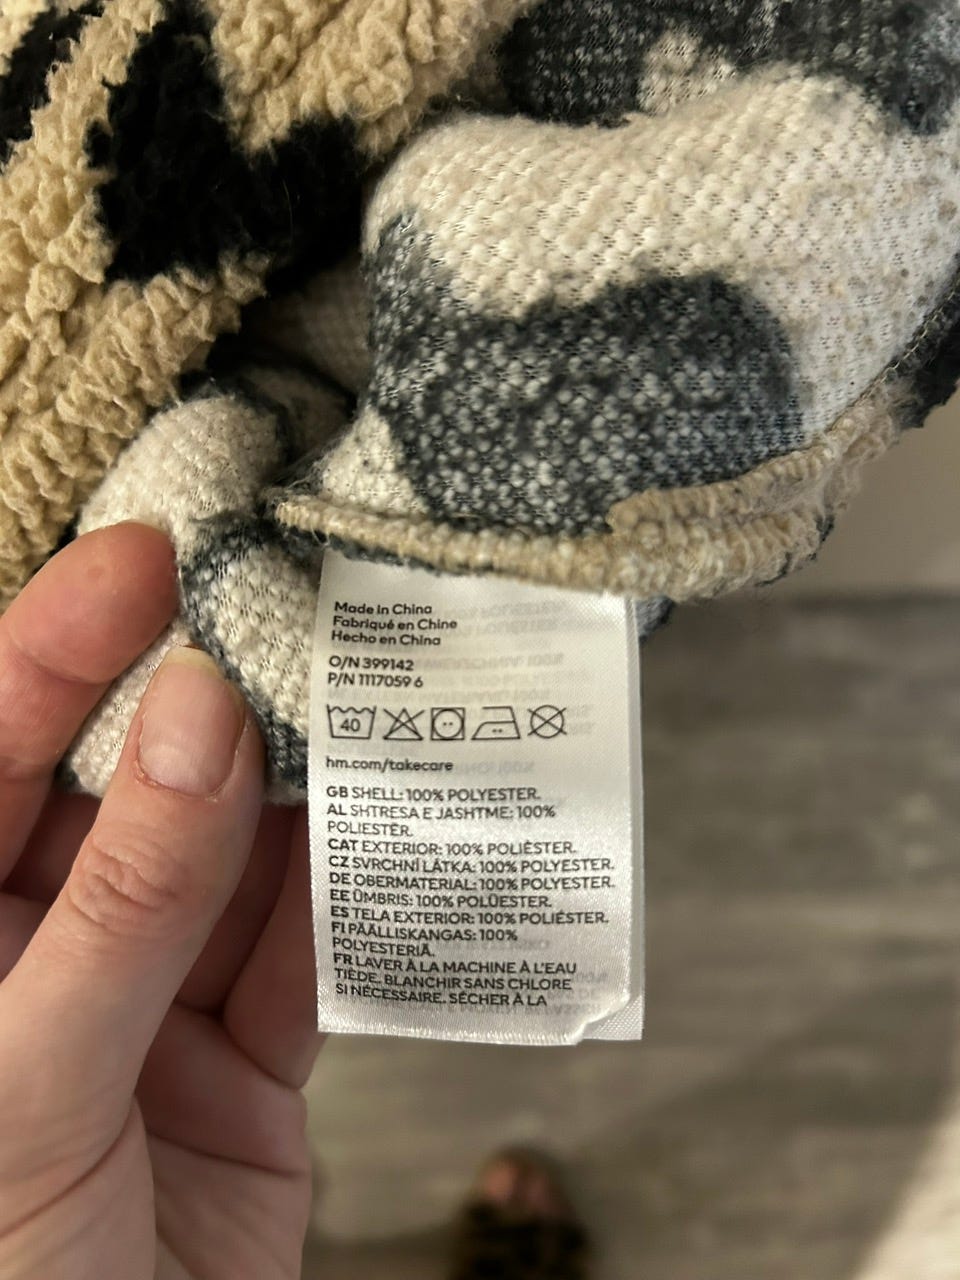 Made in China
Fabriqué en Chine
Hecho en China
O/N 399142
P/N 1117059 6
40
hm.com/takecare
GB SHELL: 100% POLYESTER.
AL SHTRESA E JASHTME: 100%
POLIESTËR.
CAT EXTERIOR: 100% POLIÈSTER.
CZ SVRCHNÍ LÁTKA: 100% POLYESTER.
DE OBERMATERIAL: 100% POLYESTER.
EE ÜMBRIS: 100% POLÜESTER.
ES TELA EXTERIOR: 100% POLIÉSTER.
FI PÄÄLLISKANGAS: 100%
POLYESTERIÄ.
FR LAVER À LA MACHINE À L'EAU
TIÈDE. BLANCHIR SANS CHLORE
SI NÉCESSAIRE. SÉCHER À LA